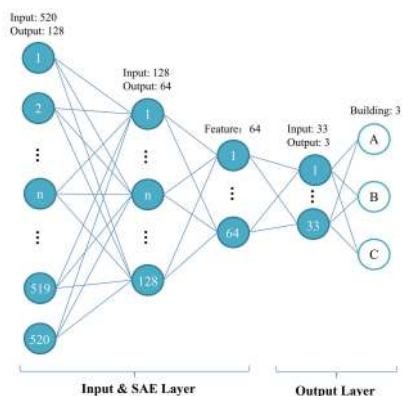 Input: 520
Output: 128
1
2
n
519
520
Input: 128
Output: 64
1
n
128
Feature: 64
1
64
Input: 33
Output: 3
1
33
Building: 3
A
B
C
Input & SAE Layer
Output Layer